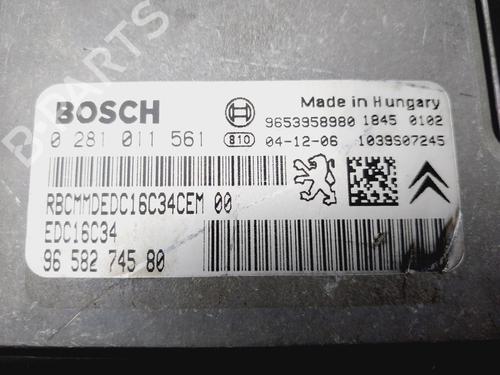 B-PARTS
BOSCH
Made in Hungary
9653958980 1845 0102
0 281 011 561 810 04-12-06 1039S07245
RBCMMDEDC16C34CEM 00
EDC16C34
96 582 745 80